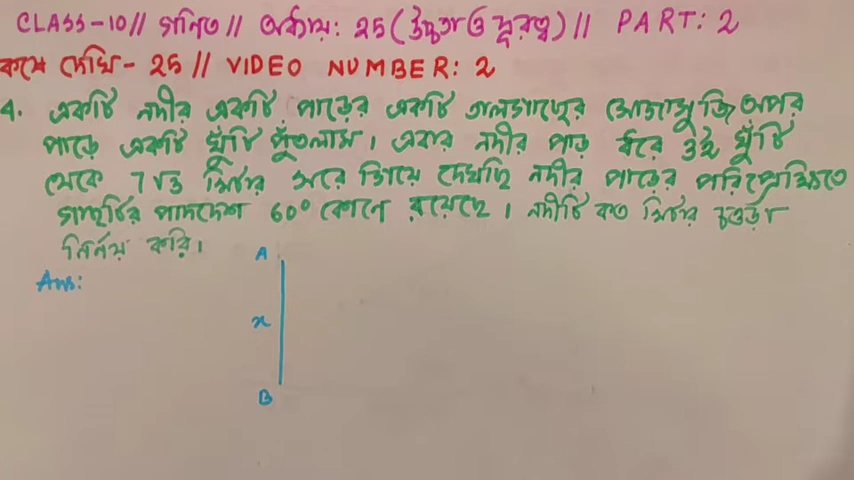 CLASS-10// গণিত// অধ্যায়: 25 (উচ্চতা ও দূরত্ব) // PART: 2
কষে দেখি- 25 // VIDEO NUMBER: 2
4. একটি নদীর একটি পাড়ের একটি তালগাছের সোজাসুজি অপর
পাড়ে একটি খুঁটি পুঁতলাম। এবার নদীর পাড় ধরে ওই খুঁটি
থেকে 7√3 মিটার সরে গিয়ে দেখছি নদীর পাড়ের পরিপ্রেক্ষিতে
গাছটির পাদদেশ 60° কোণে রয়েছে। নদীটি কত মিটার চওড়া
নির্ণয় করি।
Ans:
A
x
B